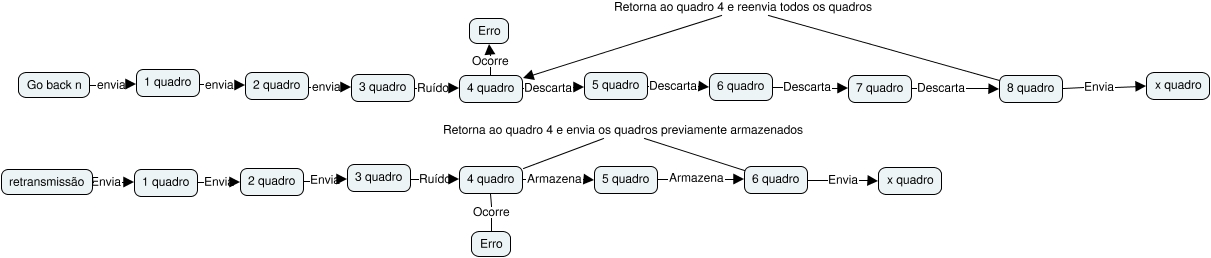 Retorna ao quadro 4 e reenvia todos os quadros
Erro
Ocorre
Go back n envia 1 quadro envia 2 quadro envia 3 quadro Ruído 4 quadro Descarta 5 quadro Descarta 6 quadro Descarta 7 quadro Descarta 8 quadro Envia x quadro
Retorna ao quadro 4 e envia os quadros previamente armazenados
retransmissão Envia 1 quadro Envia 2 quadro Envia 3 quadro Ruído 4 quadro Armazena 5 quadro Armazena 6 quadro Envia x quadro
Ocorre
Erro